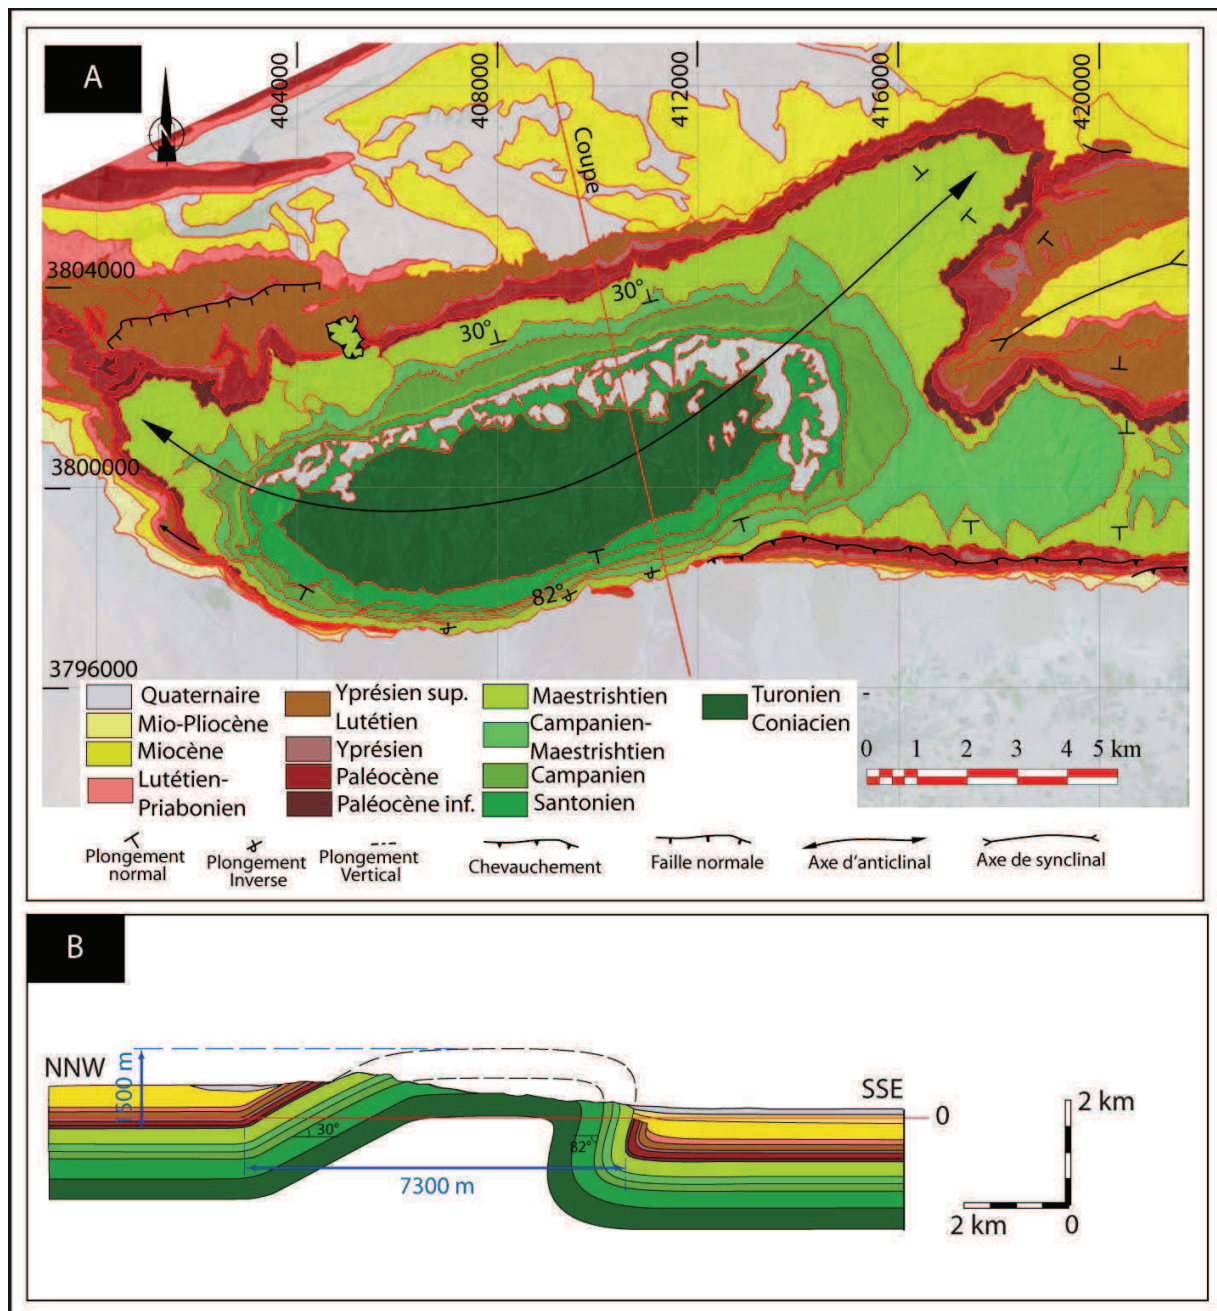 A
N
404000
408000
412000
416000
420000
Coupe
3804000
30°
30°
3800000
82°
3796000
Quaternaire
Mio-Pliocène
Miocène
Lutétien-
Priabonien
Yprésien sup.
Lutétien
Yprésien
Paléocène
Paléocène inf.
Maestrishtien
Campanien-
Maestrishtien
Campanien
Santonien
Turonien
Coniacien
0 1 2 3 4 5 km
Plongement
normal
Plongement
Inverse
Plongement
Vertical
Chevauchement
Faille normale
Axe d'anticlinal
Axe de synclinal
B
NNW
1500 m
SSE
0
30°
82°
7300 m
2 km
2 km
0